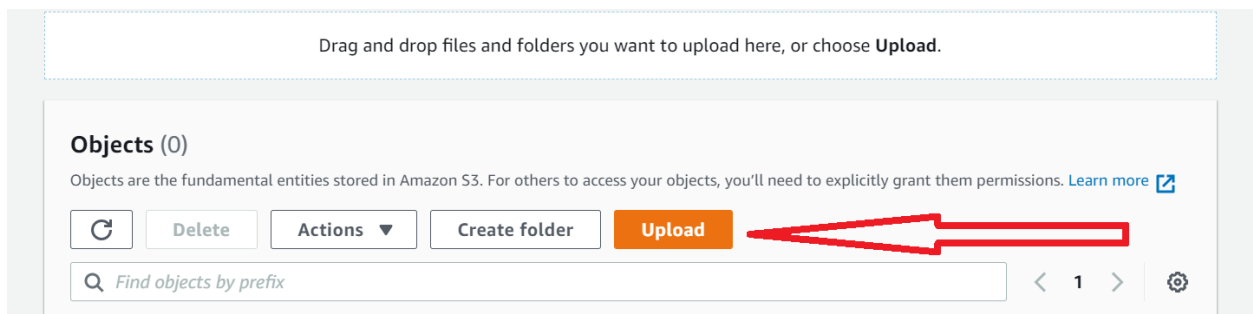 Drag and drop files and folders you want to upload here, or choose Upload.
Objects (0)
Objects are the fundamental entities stored in Amazon S3. For others to access your objects, you'll need to explicitly grant them permissions. Learn more
Delete Actions Create folder Upload
Find objects by prefix 1